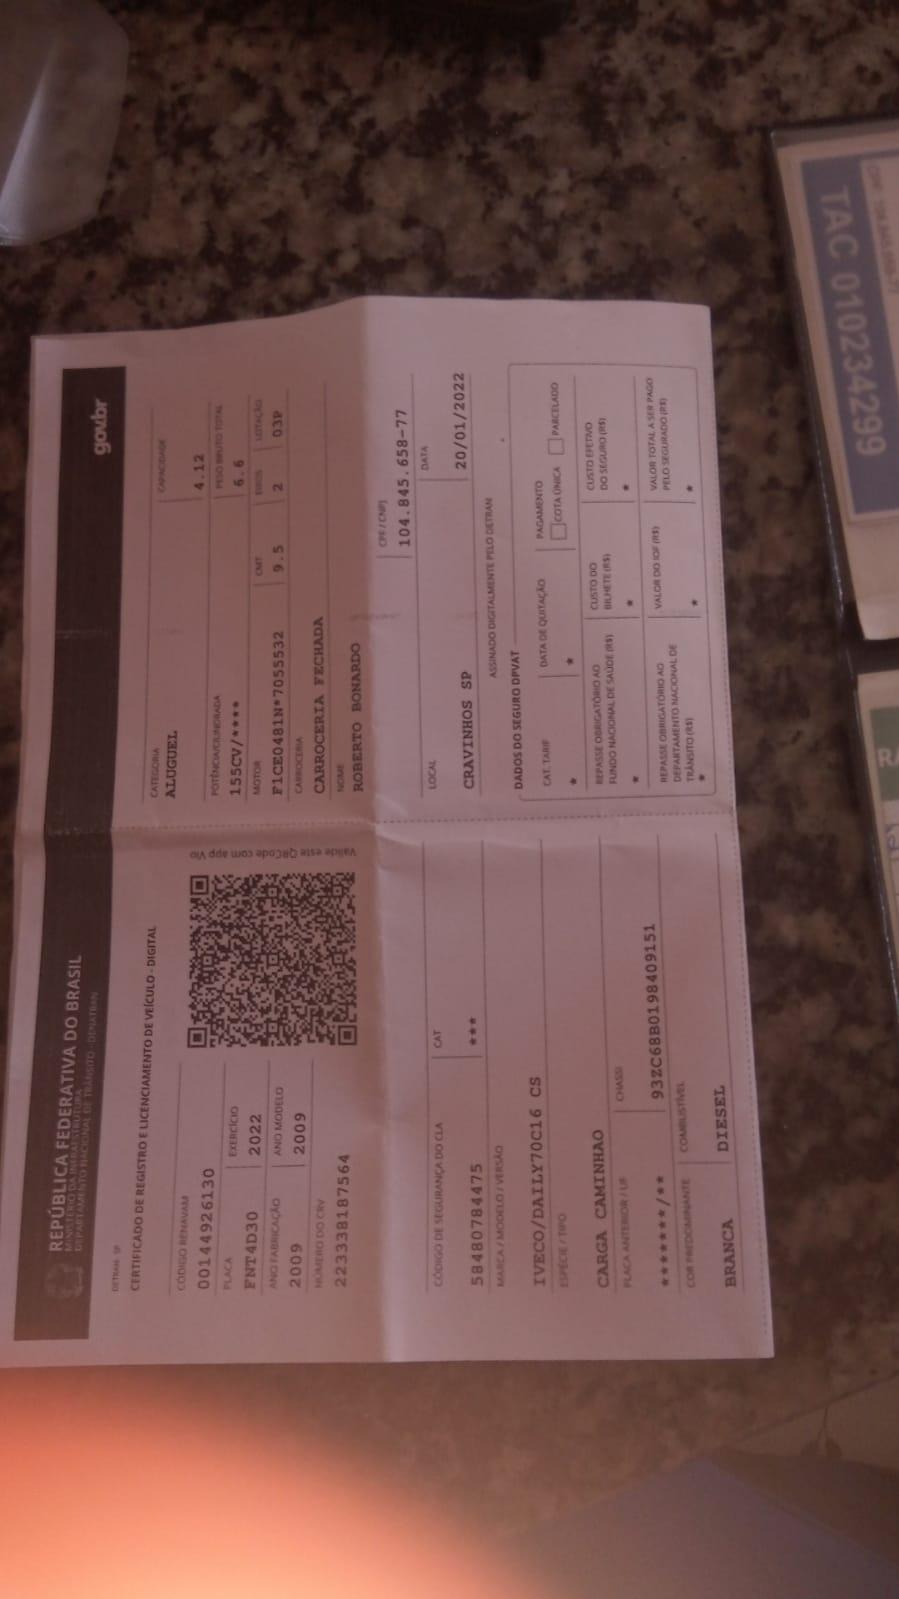 REPÚBLICA FEDERATIVA DO BRASIL
MINISTÉRIO DA INFRAESTRUTURA
DEPARTAMENTO NACIONAL DE TRÂNSITO - DENATRAN
gov.br
DETRAN- SP
CERTIFICADO DE REGISTRO E LICENCIAMENTO DE VEÍCULO - DIGITAL
CÓDIGO RENAVAM
00144926130
PLACA EXERCÍCIO
FNT4D30 2022
ANO FABRICAÇÃO ANO MODELO
2009 2009
NÚMERO DO CRV
223338187564
Valide este QRCode com app Vio
CÓDIGO DE SEGURANÇA DO CLA CAT
58480784475 ***
MARCA / MODELO / VERSÃO
IVECO/DAILY70C16 CS
ESPÉCIE / TIPO
CARGA CAMINHAO
PLACA ANTERIOR / UF CHASSI
*******/** 93ZC68B0198409151
COR PREDOMINANTE COMBUSTÍVEL
BRANCA DIESEL
CATEGORIA CAPACIDADE
ALUGUEL 4.12
POTÊNCIA/CILINDRADA PESO BRUTO TOTAL
155CV/**** 6.6
MOTOR CMT EIXOS LOTAÇÃO
F1CE0481N*7055532 9.5 2 03P
CARROCERIA
CARROCERIA FECHADA
NOME
ROBERTO BONARDO
CPF / CNPJ
104.845.658-77
LOCAL DATA
CRAVINHOS SP 20/01/2022
ASSINADO DIGITALMENTE PELO DETRAN
DADOS DO SEGURO DPVAT
CAT. TARIF DATA DE QUITAÇÃO PAGAMENTO
* * COTA ÚNICA PARCELADO
REPASSE OBRIGATÓRIO AO FUNDO NACIONAL DE SAÚDE (R$) CUSTO DO BILHETE (R$) CUSTO EFETIVO DO SEGURO (R$)
* * *
REPASSE OBRIGATÓRIO AO DEPARTAMENTO NACIONAL DE TRÂNSITO (R$) VALOR DO IOF (R$) VALOR TOTAL A SER PAGO PELO SEGURADO (R$)
* * *
TAC 010234299